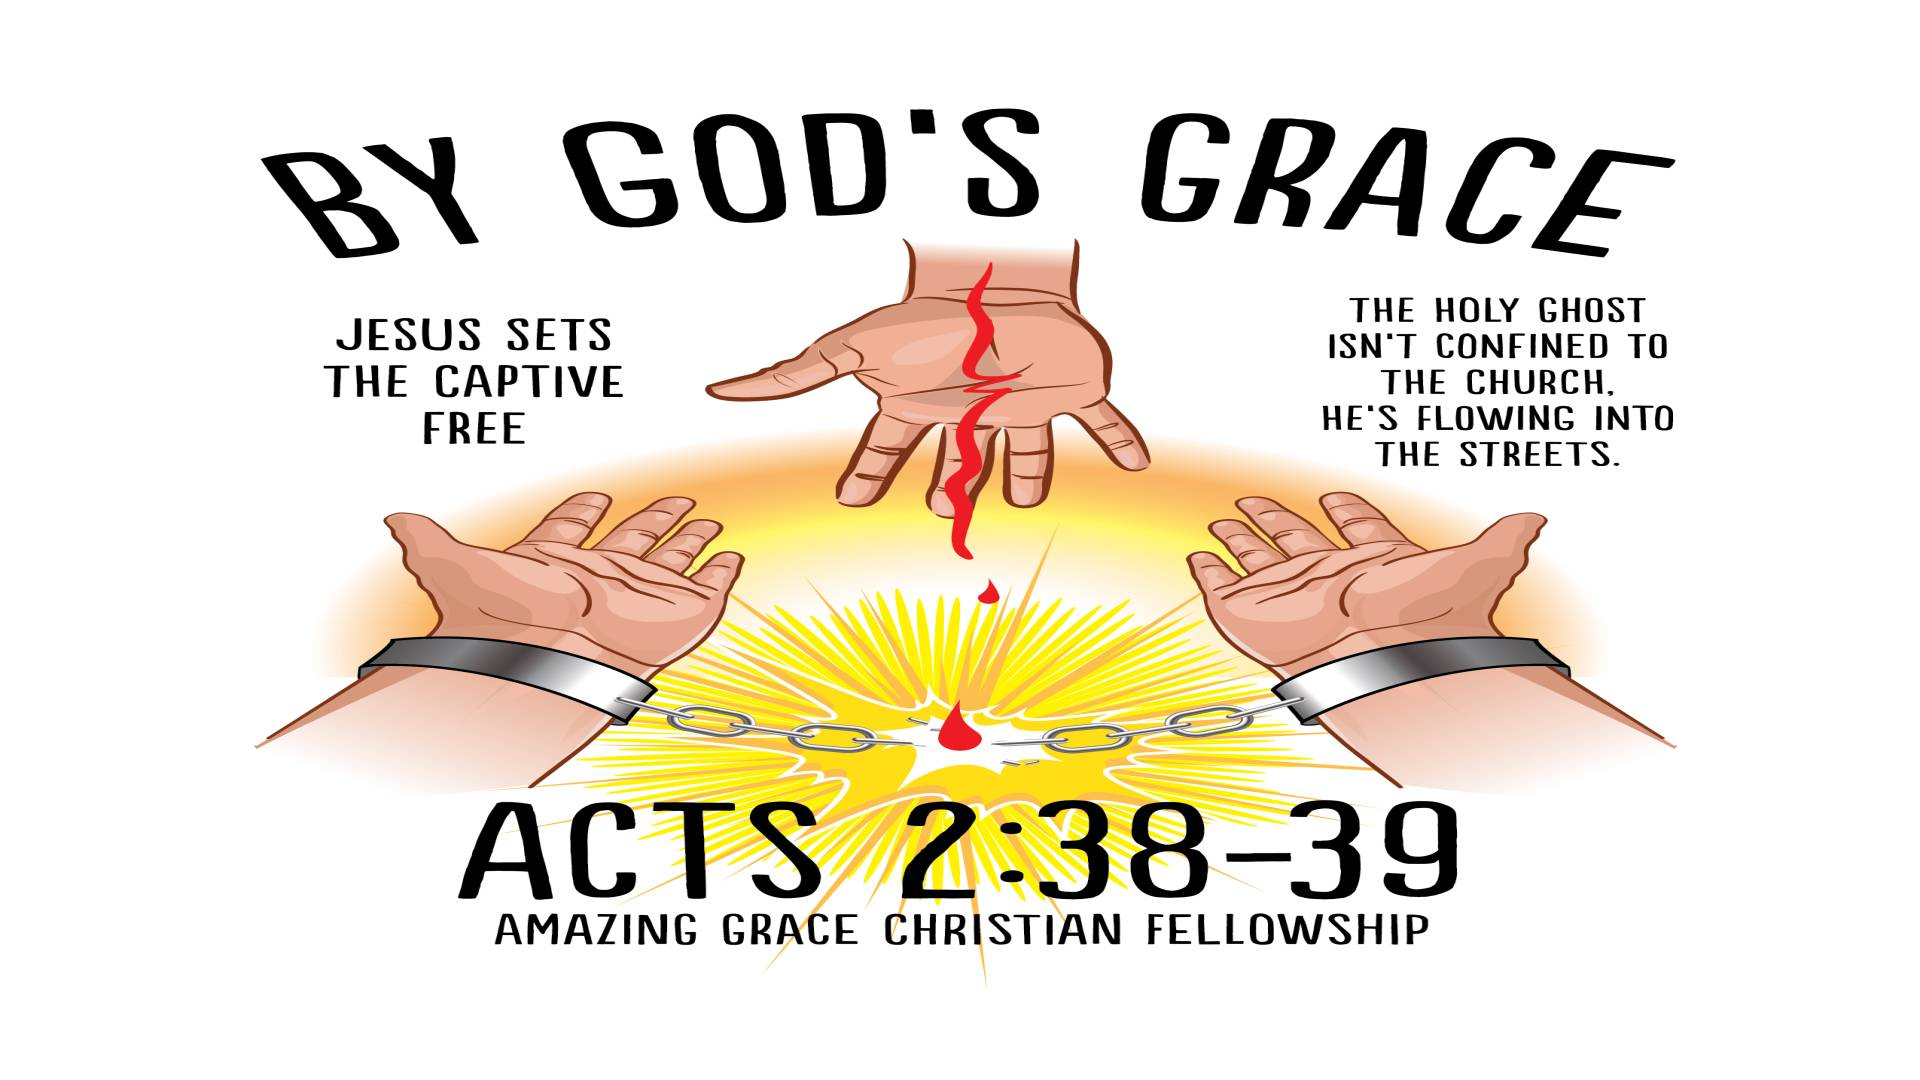 BY GOD'S GRACE
JESUS SETS
THE CAPTIVE
FREE
THE HOLY GHOST
ISN'T CONFINED TO
THE CHURCH,
HE'S FLOWING INTO
THE STREETS.
ACTS 2:38-39
AMAZING GRACE CHRISTIAN FELLOWSHIP